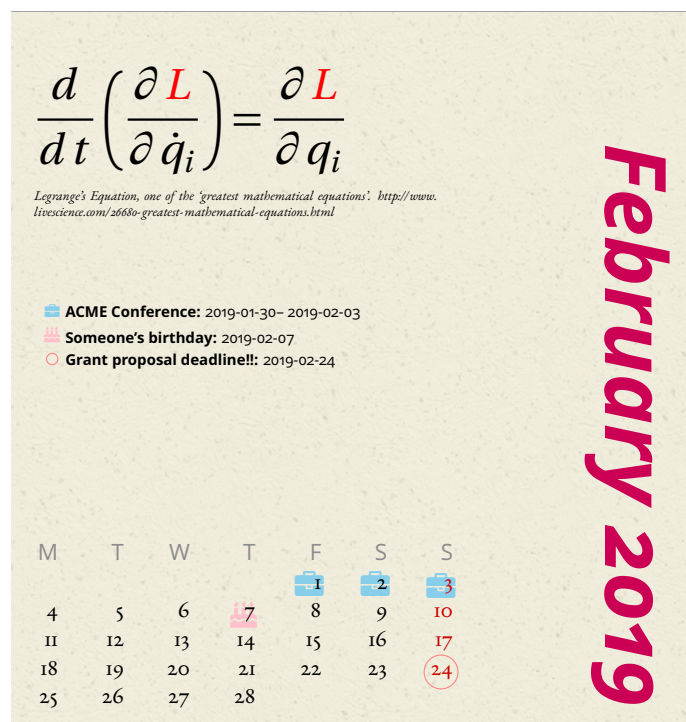 d/dt (∂L/∂q̇ᵢ) = ∂L/∂qᵢ
Legrange's Equation, one of the ‘greatest mathematical equations’. http://www.
livescience.com/26680-greatest-mathematical-equations.html
ACME Conference: 2019-01-30– 2019-02-03
Someone's birthday: 2019-02-07
Grant proposal deadline!!: 2019-02-24
M T W T F S S
1 2 3
4 5 6 7 8 9 10
11 12 13 14 15 16 17
18 19 20 21 22 23 24
25 26 27 28
February 2019